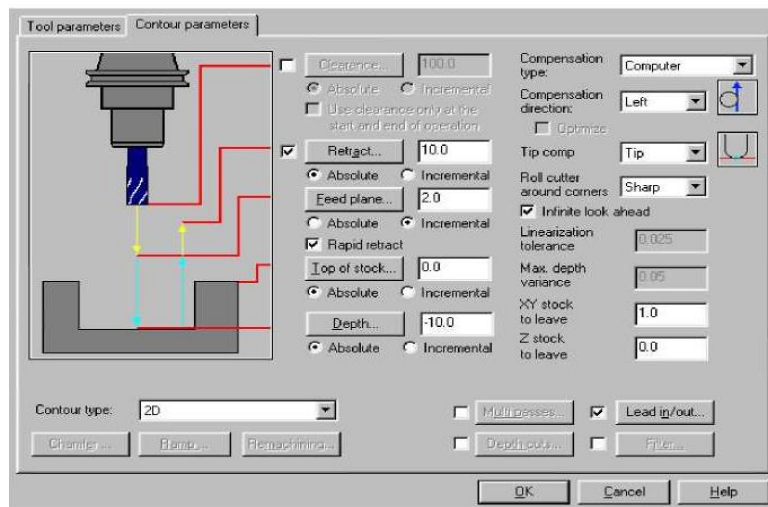 Tool parameters Contour parameters
Clearance... 100.0
Absolute Incremental
Use clearance only at the
start and end of operation
Retract... 10.0
Absolute Incremental
Feed plane... 2.0
Absolute Incremental
Rapid retract
Top of stock... 0.0
Absolute Incremental
Depth... -10.0
Absolute Incremental
Compensation
type: Computer
Compensation
direction: Left
Optimize
Tip comp Tip
Roll cutter
around corners Sharp
Infinite look ahead
Linearization
tolerance 0.025
Max. depth
variance 0.05
XY stock
to leave 1.0
Z stock
to leave 0.0
Contour type: 2D
Chamfer... Ramp... Remachining...
Multi passes... Lead in/out...
Depth cuts... Filter...
OK Cancel Help